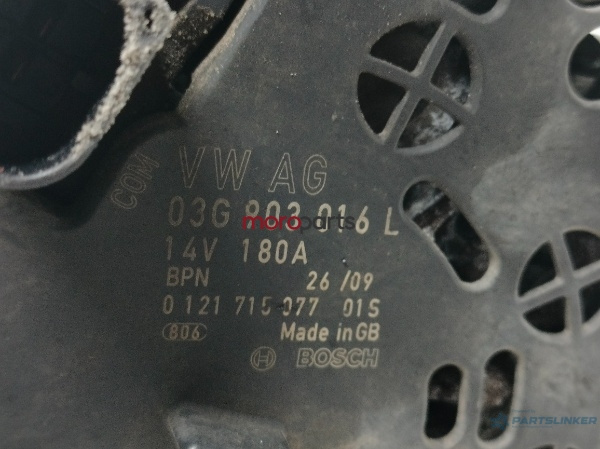 COM
VW AG
03G 903 016 L
moroparts
14V 180A
BPN 26/09
0 121 715 077 01S
806 Made in GB
BOSCH
PARTSLINKER